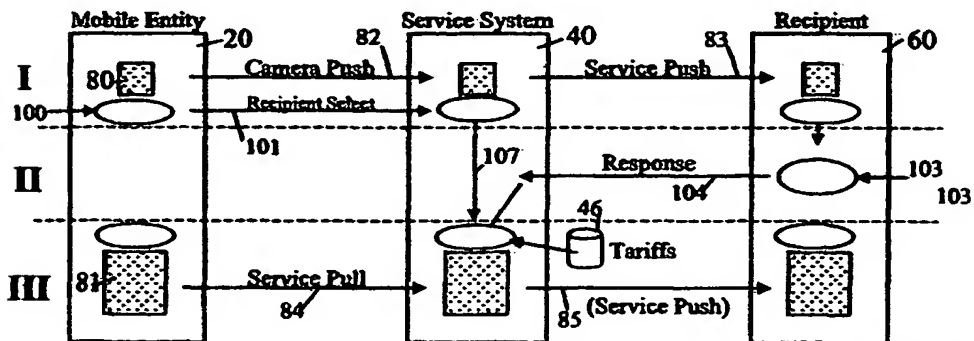 Mobile Entity Service System Recipient
20 82 40 83 60
I 80 Camera Push Service Push
100 Recipient Select
101
II 107 Response 103
104 103
46
Tariffs
III 81 Service Pull (Service Push)
84 85